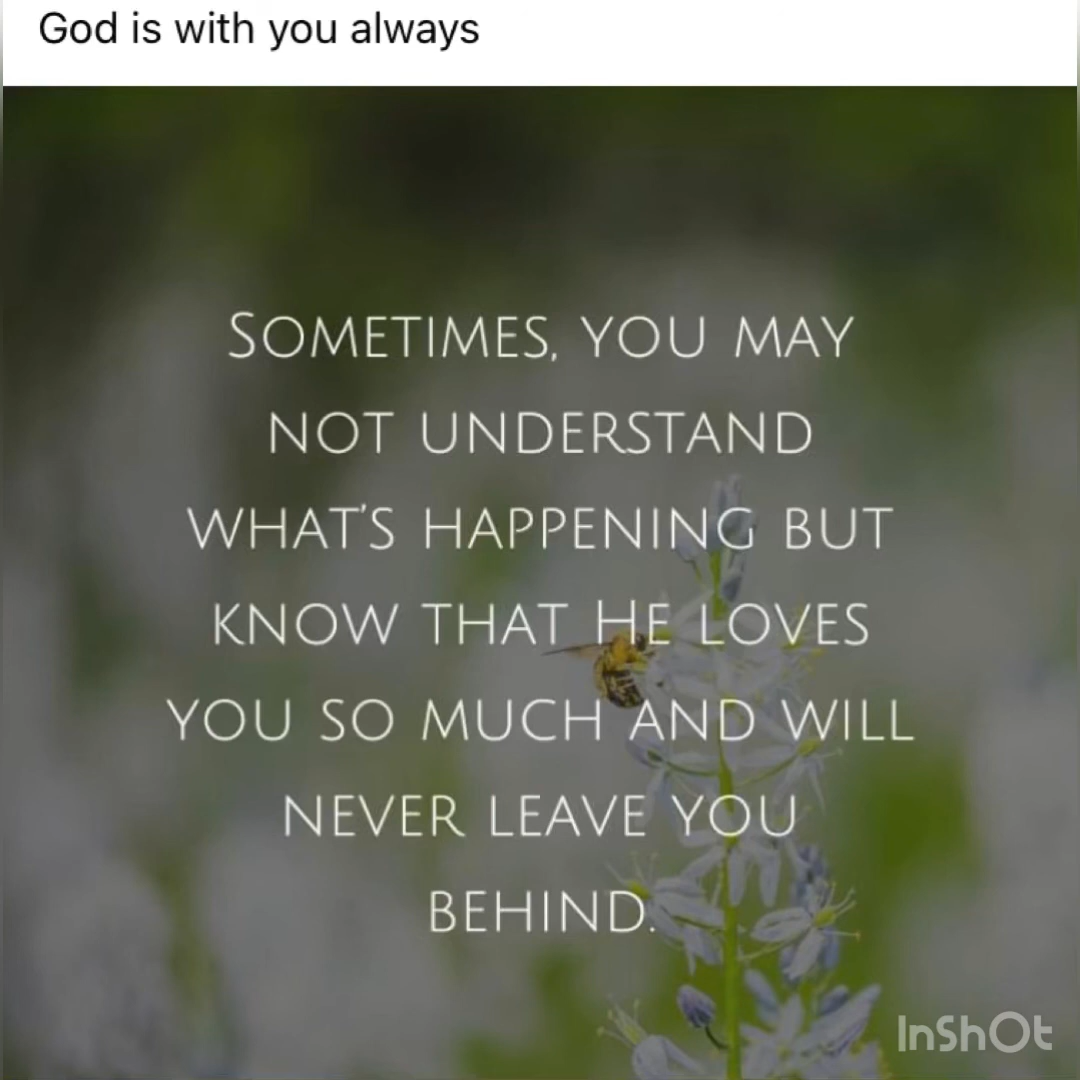 God is with you always
Sometimes, you may
not understand
what's happening but
know that He loves
you so much and will
never leave you
behind.
InShOt